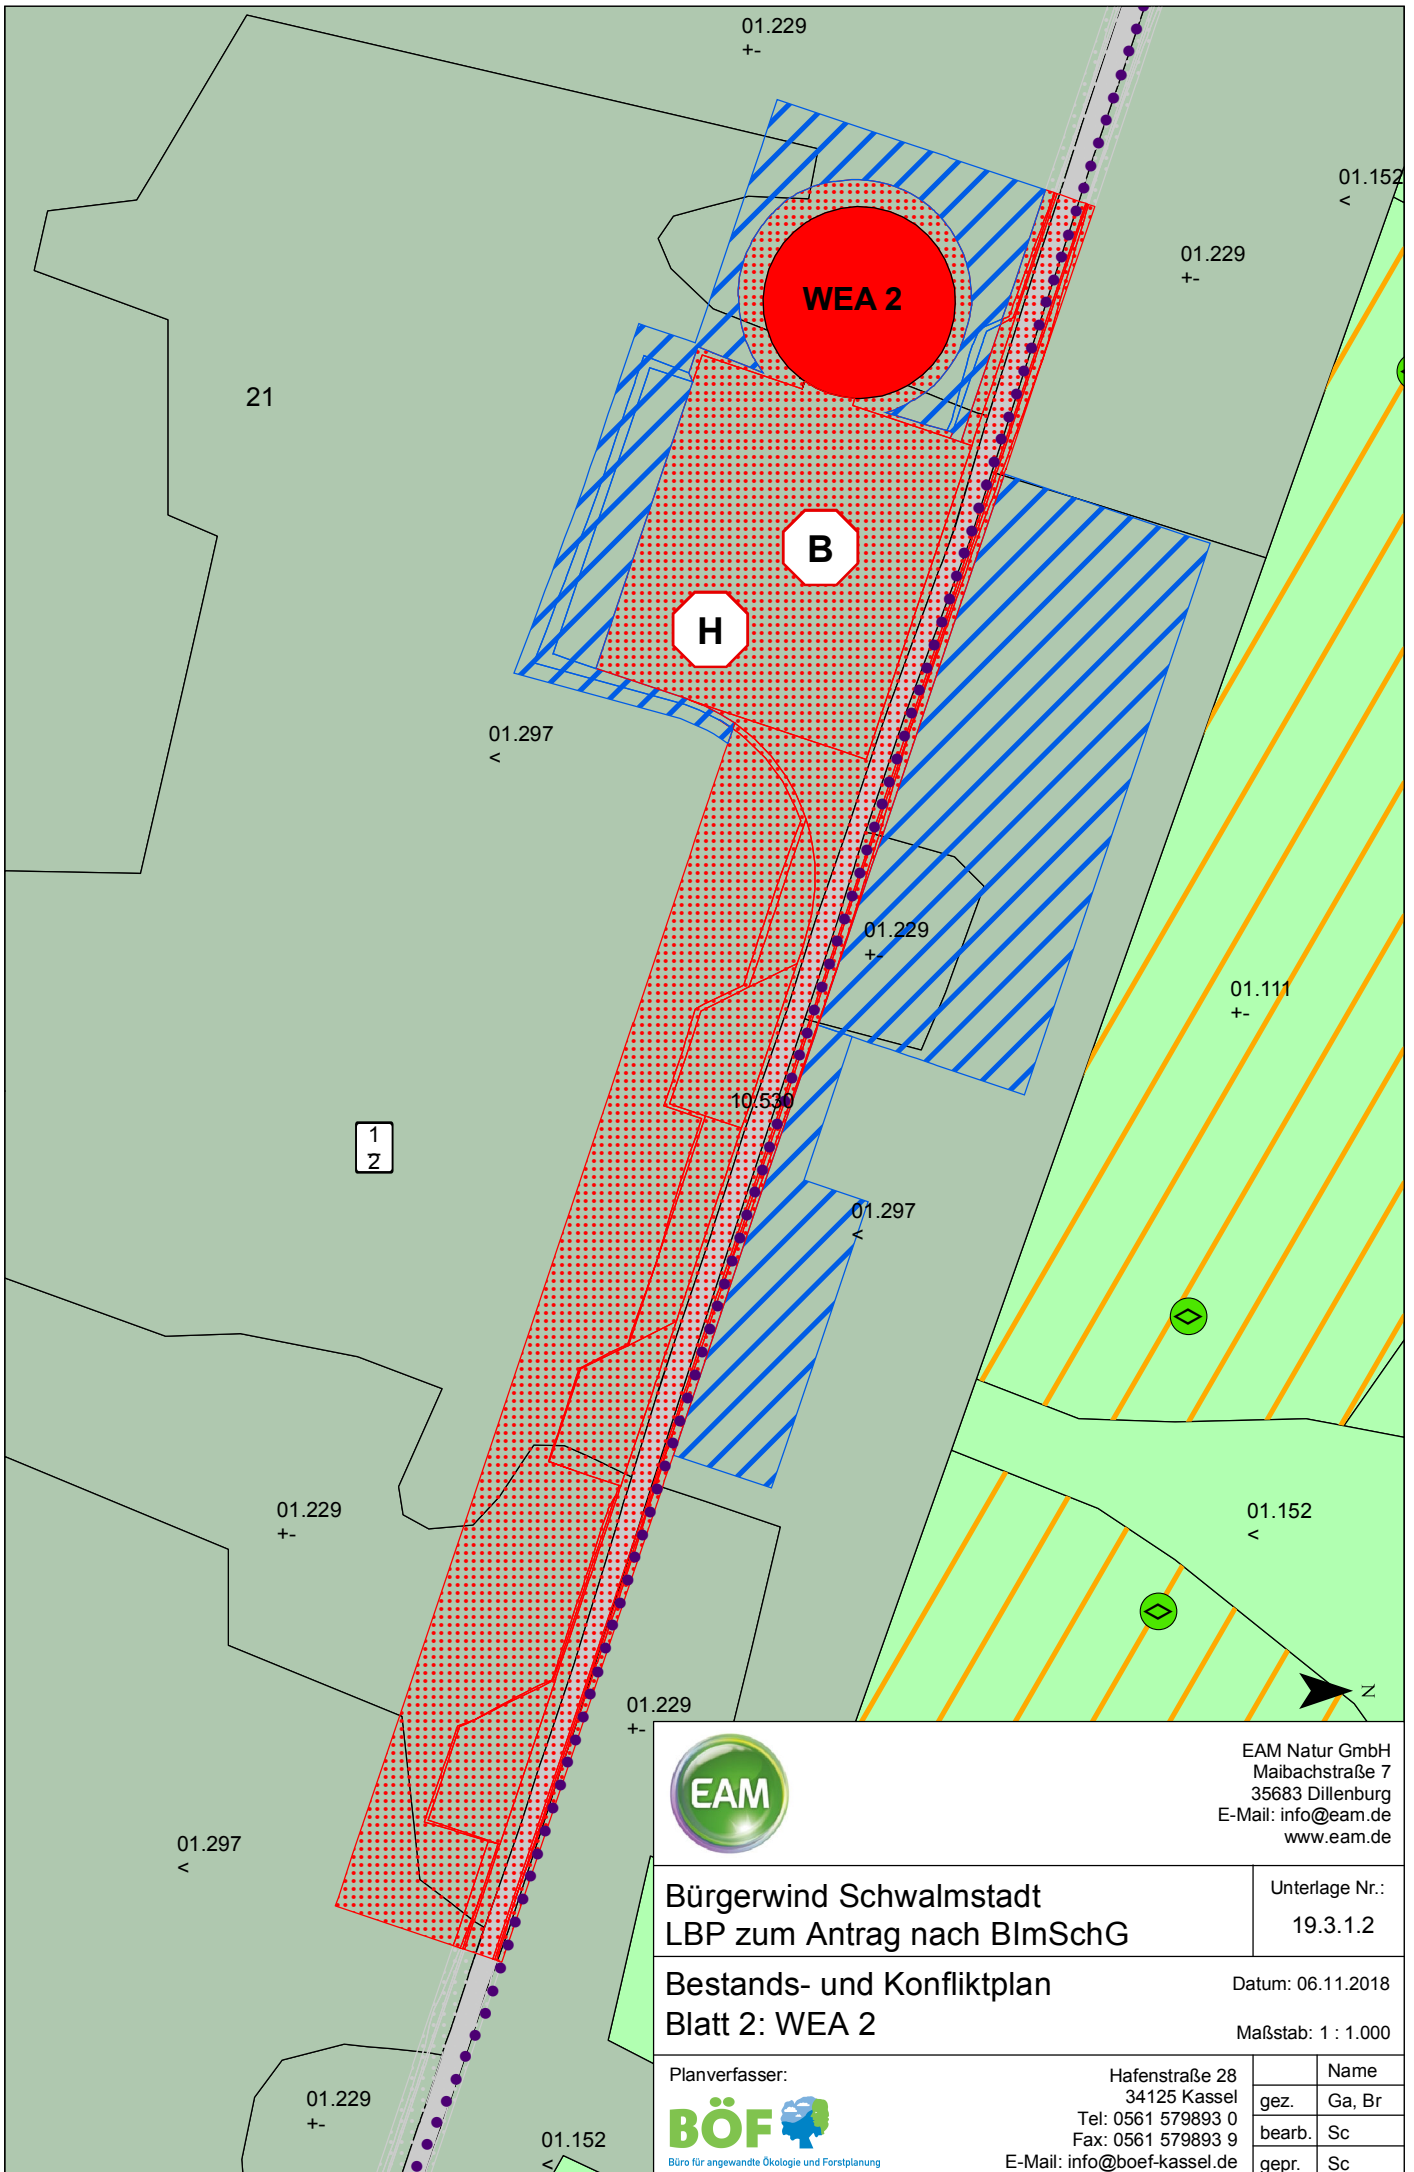 01.229
+-
01.152
<
01.229
+-
WEA 2
21
B
H
01.297
<
01.229
+-
01.111
+-
10.530
1
2
01.297
<
01.229
+-
01.152
<
01.229
+-
N
01.297
<
01.229
+-
01.152
<
EAM
EAM Natur GmbH
Maibachstraße 7
35683 Dillenburg
E-Mail: info@eam.de
www.eam.de
Bürgerwind Schwalmstadt
LBP zum Antrag nach BImSchG
Unterlage Nr.:
19.3.1.2
Bestands- und Konfliktplan
Blatt 2: WEA 2
Datum: 06.11.2018
Maßstab: 1 : 1.000
Planverfasser:
BÖF
Büro für angewandte Ökologie und Forstplanung
Hafenstraße 28
34125 Kassel
Tel: 0561 579893 0
Fax: 0561 579893 9
E-Mail: info@boef-kassel.de
Name
gez. Ga, Br
bearb. Sc
gepr. Sc